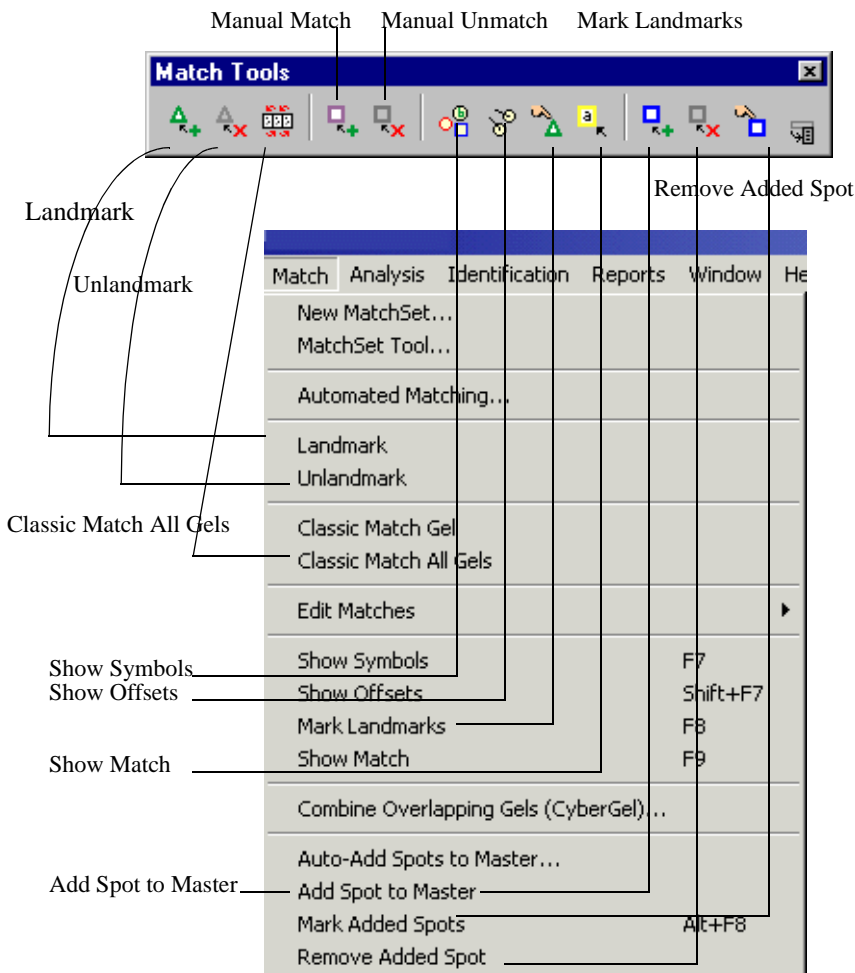 Manual Match Manual Unmatch Mark Landmarks
Match Tools
b
a
Remove Added Spot
Landmark
Unlandmark
Match Analysis Identification Reports Window He
New MatchSet...
MatchSet Tool...
Automated Matching...
Landmark
Unlandmark
Classic Match All Gels
Classic Match Gel
Classic Match All Gels
Edit Matches
Show Symbols
Show Symbols F7
Show Offsets
Show Offsets Shift+F7
Mark Landmarks F8
Show Match
Show Match F9
Combine Overlapping Gels (CyberGel)...
Auto-Add Spots to Master...
Add Spot to Master
Add Spot to Master
Mark Added Spots Alt+F8
Remove Added Spot